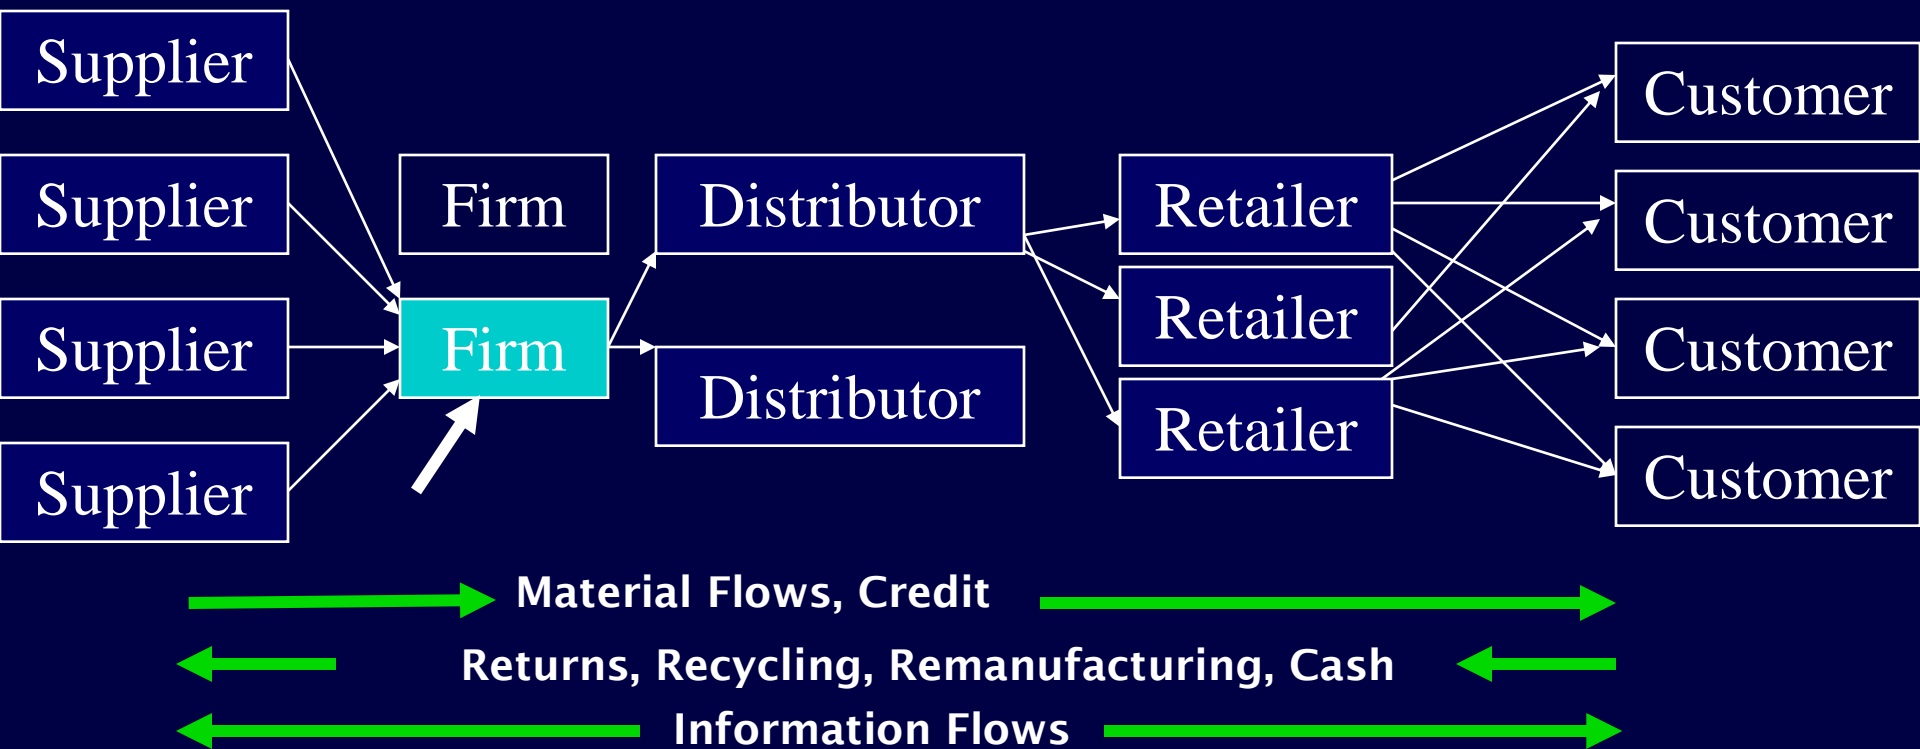 Supplier
Supplier
Supplier
Supplier
Firm
Firm
Distributor
Distributor
Retailer
Retailer
Retailer
Customer
Customer
Customer
Customer
Material Flows, Credit
Returns, Recycling, Remanufacturing, Cash
Information Flows